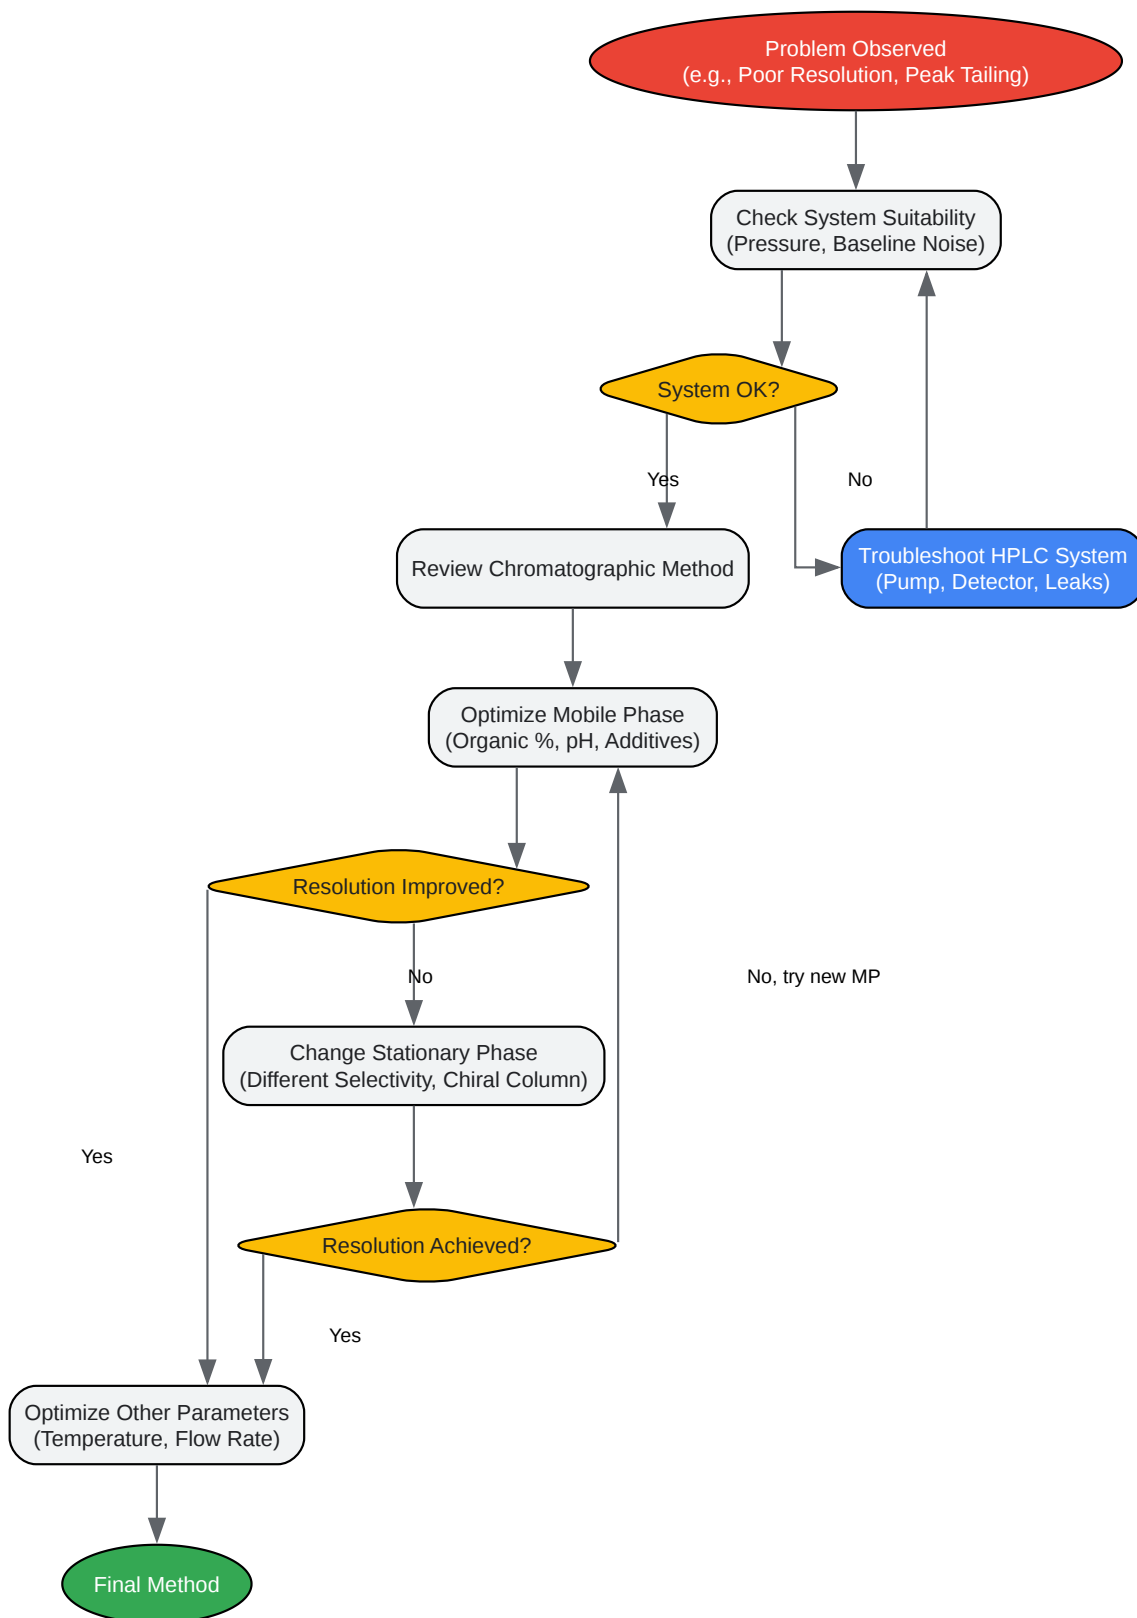 Problem Observed
(e.g., Poor Resolution, Peak Tailing)
Check System Suitability
(Pressure, Baseline Noise)
System OK?
Yes
No
Review Chromatographic Method
Troubleshoot HPLC System
(Pump, Detector, Leaks)
Optimize Mobile Phase
(Organic %, pH, Additives)
Resolution Improved?
No
No, try new MP
Change Stationary Phase
(Different Selectivity, Chiral Column)
Yes
Resolution Achieved?
Yes
Optimize Other Parameters
(Temperature, Flow Rate)
Final Method